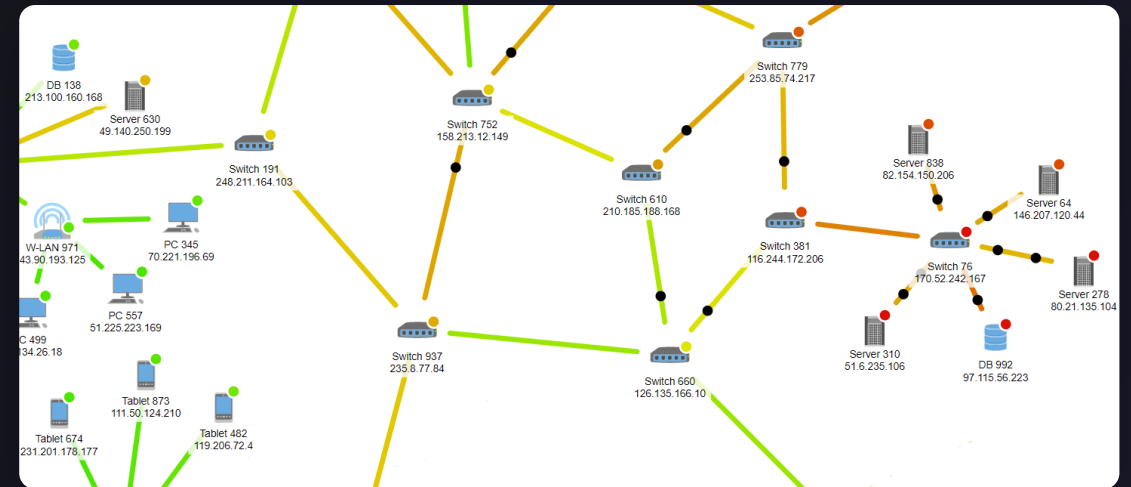 DB 138
213.100.160.168
Server 630
49.140.250.199
Switch 191
248.211.164.103
Switch 752
158.213.12.149
Switch 779
253.85.74.217
Switch 610
210.185.188.168
Server 838
82.154.150.206
Server 64
146.207.120.44
W-LAN 971
43.90.193.125
PC 345
70.221.196.69
Switch 381
116.244.172.206
Switch 76
170.52.242.167
Server 278
80.21.135.104
PC 557
51.225.223.169
C 499
134.26.18
Switch 937
235.8.77.84
Switch 660
126.135.166.10
Server 310
51.6.235.106
DB 992
97.115.56.223
Tablet 873
111.50.124.210
Tablet 674
231.201.178.177
Tablet 482
119.206.72.4